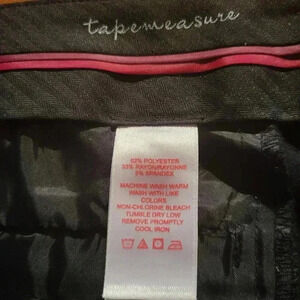 tapemeasure
62% POLYESTER
33% RAYON/RAYONNE
5% SPANDEX
MACHINE WASH WARM
WASH WITH LIKE
COLORS
NON-CHLORINE BLEACH
TUMBLE DRY LOW
REMOVE PROMPTLY
COOL IRON